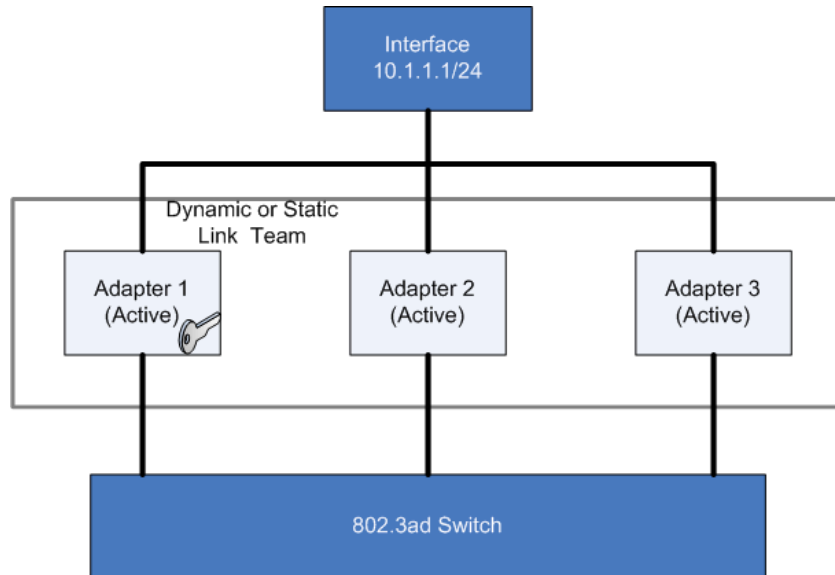 Interface
10.1.1.1/24
Dynamic or Static
Link Team
Adapter 1
(Active)
Adapter 2
(Active)
Adapter 3
(Active)
802.3ad Switch